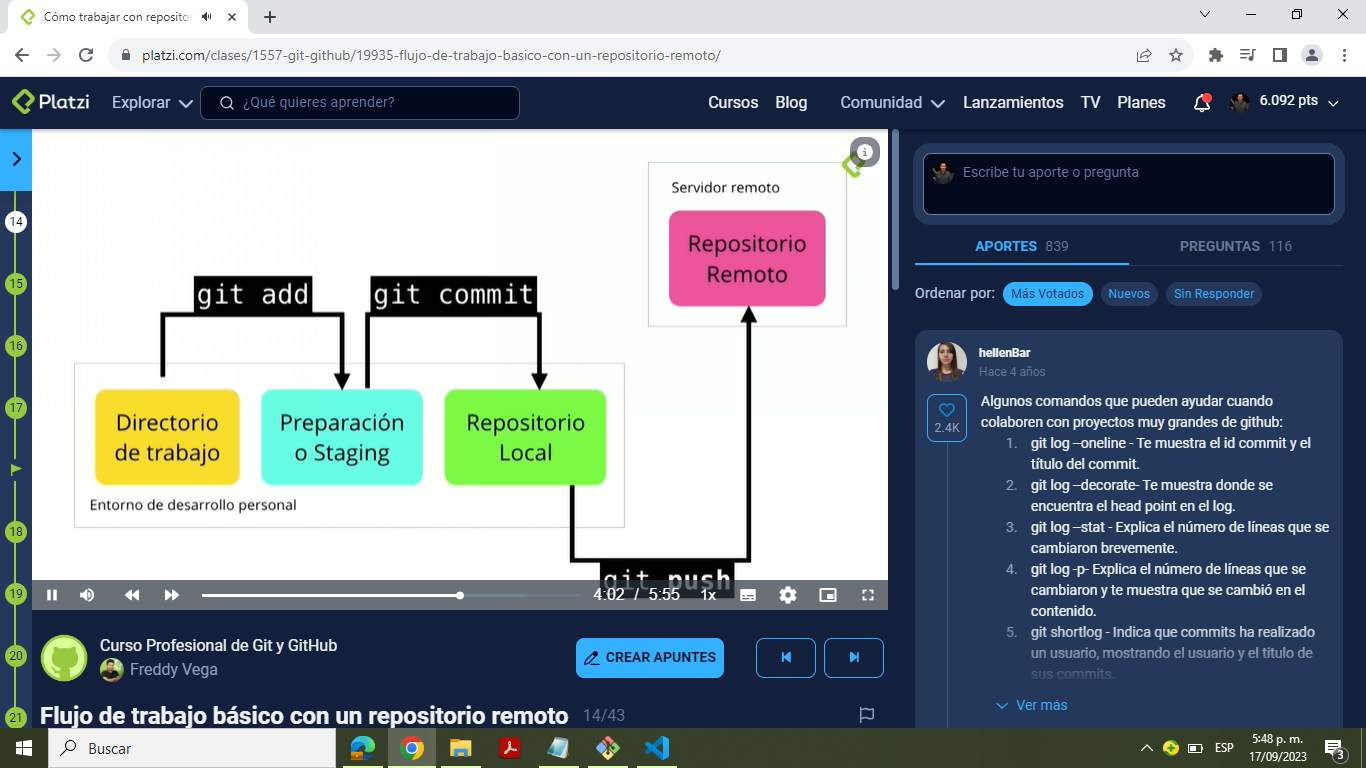 Cómo trabajar con repositor
platzi.com/clases/1557-git-github/19935-flujo-de-trabajo-basico-con-un-repositorio-remoto/
Platzi
Explorar
¿Qué quieres aprender?
Cursos
Blog
Comunidad
Lanzamientos
TV
Planes
6.092 pts
14
15
16
17
18
19
20
21
Servidor remoto
Repositorio
Remoto
git add
git commit
Directorio
de trabajo
Preparación
o Staging
Repositorio
Local
Entorno de desarrollo personal
git push
4:02 / 5:55
1x
Curso Profesional de Git y GitHub
Freddy Vega
CREAR APUNTES
Flujo de trabajo básico con un repositorio remoto
14/43
Escribe tu aporte o pregunta
APORTES 839
PREGUNTAS 116
Ordenar por:
Más Votados
Nuevos
Sin Responder
hellenBar
Hace 4 años
2.4K
Algunos comandos que pueden ayudar cuando
colaboren con proyectos muy grandes de github:
1. git log –oneline - Te muestra el id commit y el
título del commit.
2. git log –decorate- Te muestra donde se
encuentra el head point en el log.
3. git log –stat - Explica el número de líneas que se
cambiaron brevemente.
4. git log -p- Explica el número de líneas que se
cambiaron y te muestra que se cambió en el
contenido.
5. git shortlog - Indica que commits ha realizado
un usuario, mostrando el usuario y el titulo de
sus commits.
Ver más
Buscar
ESP
5:48 p. m.
17/09/2023
3